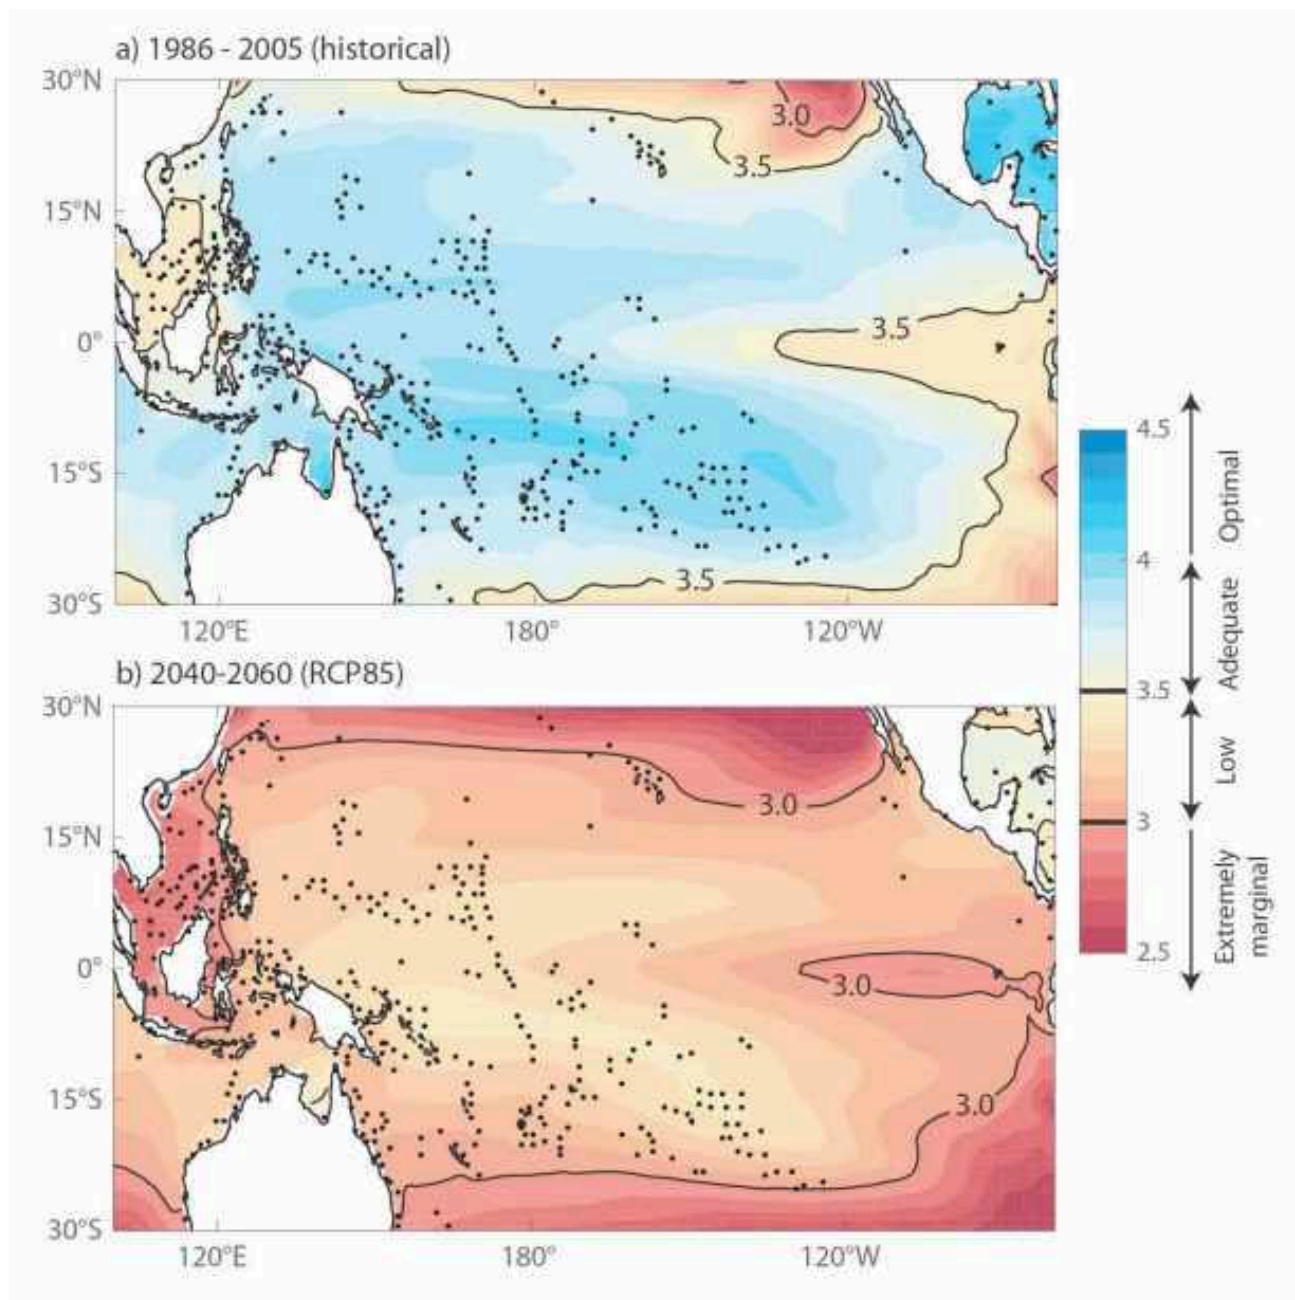 a) 1986 - 2005 (historical)
30°N
3.0
3.5
15°N
3.5
0°
15°S
3.5
30°S
120°E 180° 120°W
b) 2040-2060 (RCP85)
30°N
3.0
15°N
0°
3.0
15°S
3.0
30°S
120°E 180° 120°W
4.5
4
3.5
3
2.5
Optimal
Adequate
Low
Extremely
marginal